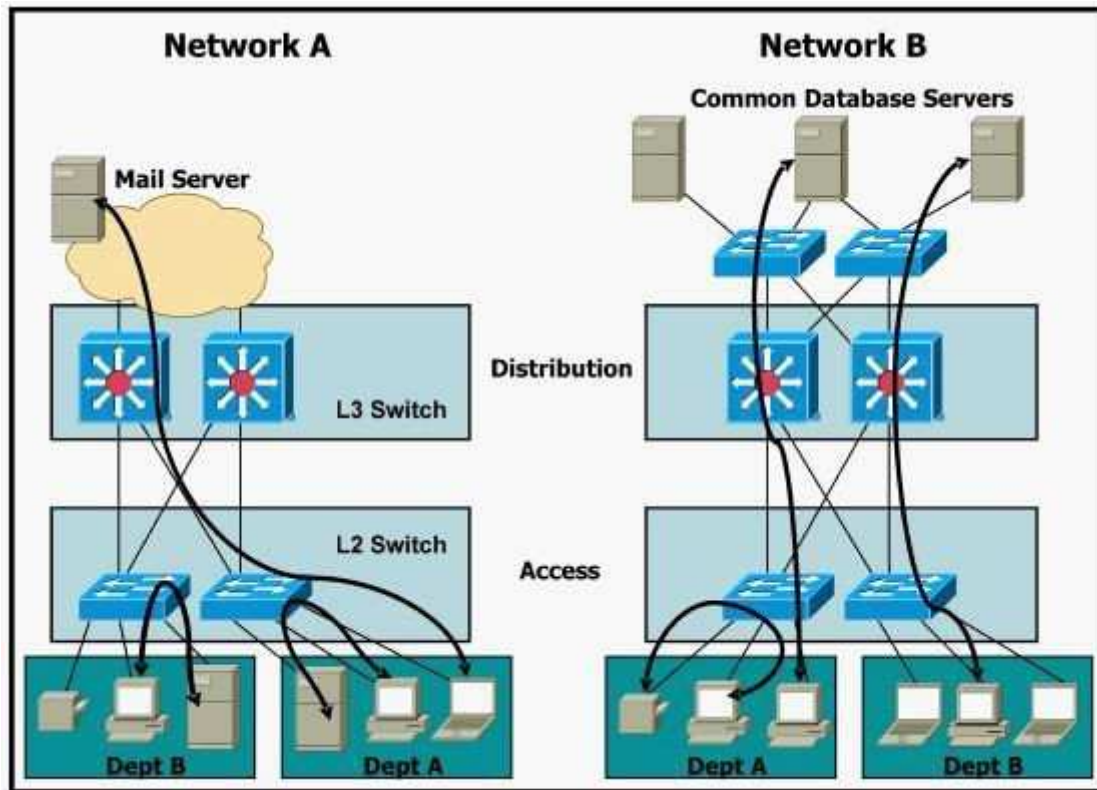 Network A
Network B
Common Database Servers
Mail Server
Distribution
L3 Switch
L2 Switch
Access
Dept B
Dept A
Dept A
Dept B